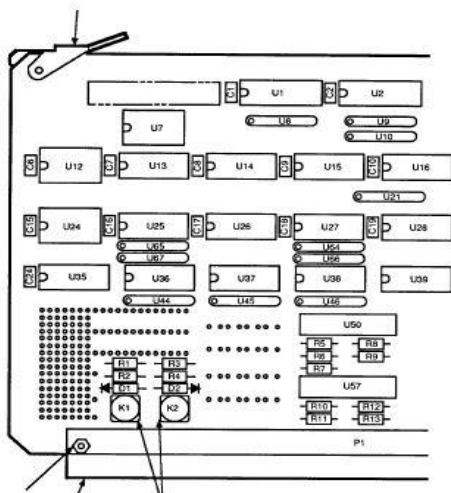 C1 U1 C2 U2
U7 U6 U9
U10
C6 U12 C7 U13 C8 U14 C9 U15 C10 U16
U21
C15 U24 C16 U25 C17 U26 C18 U27 C19 U28
U65 U64
U67 U66
C24 U35 U36 U37 U38 U39
U44 U45 U46
U50
R5 R8
R6 R9
R1 R3 R7
R2 R4
D1 D2 U57
K1 K2 R10 R12
R11 R13
P1